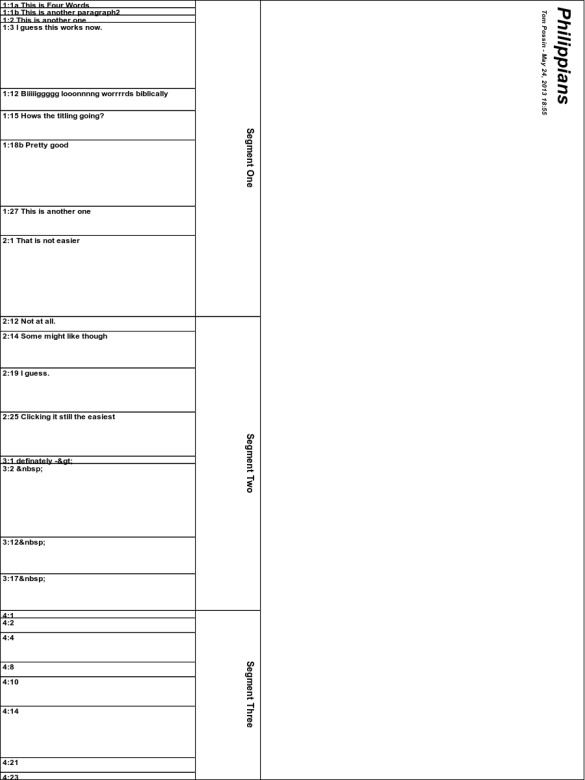 Philippians
Tom Possin - May 24, 2013 18:55
Segment One
1:1a This is Four Words
1:1b This is another paragraph2
1:2 This is another one
1:3 I guess this works now.
1:12 Biiiliggggg looonnnng worrrrds biblically
1:15 Hows the titling going?
1:18b Pretty good
1:27 This is another one
2:1 That is not easier
Segment Two
2:12 Not at all.
2:14 Some might like though
2:19 I guess.
2:25 Clicking it still the easiest
3:1 definately -&gt;
3:2 &nbsp;
3:12&nbsp;
3:17&nbsp;
Segment Three
4:1
4:2
4:4
4:8
4:10
4:14
4:21
4:23